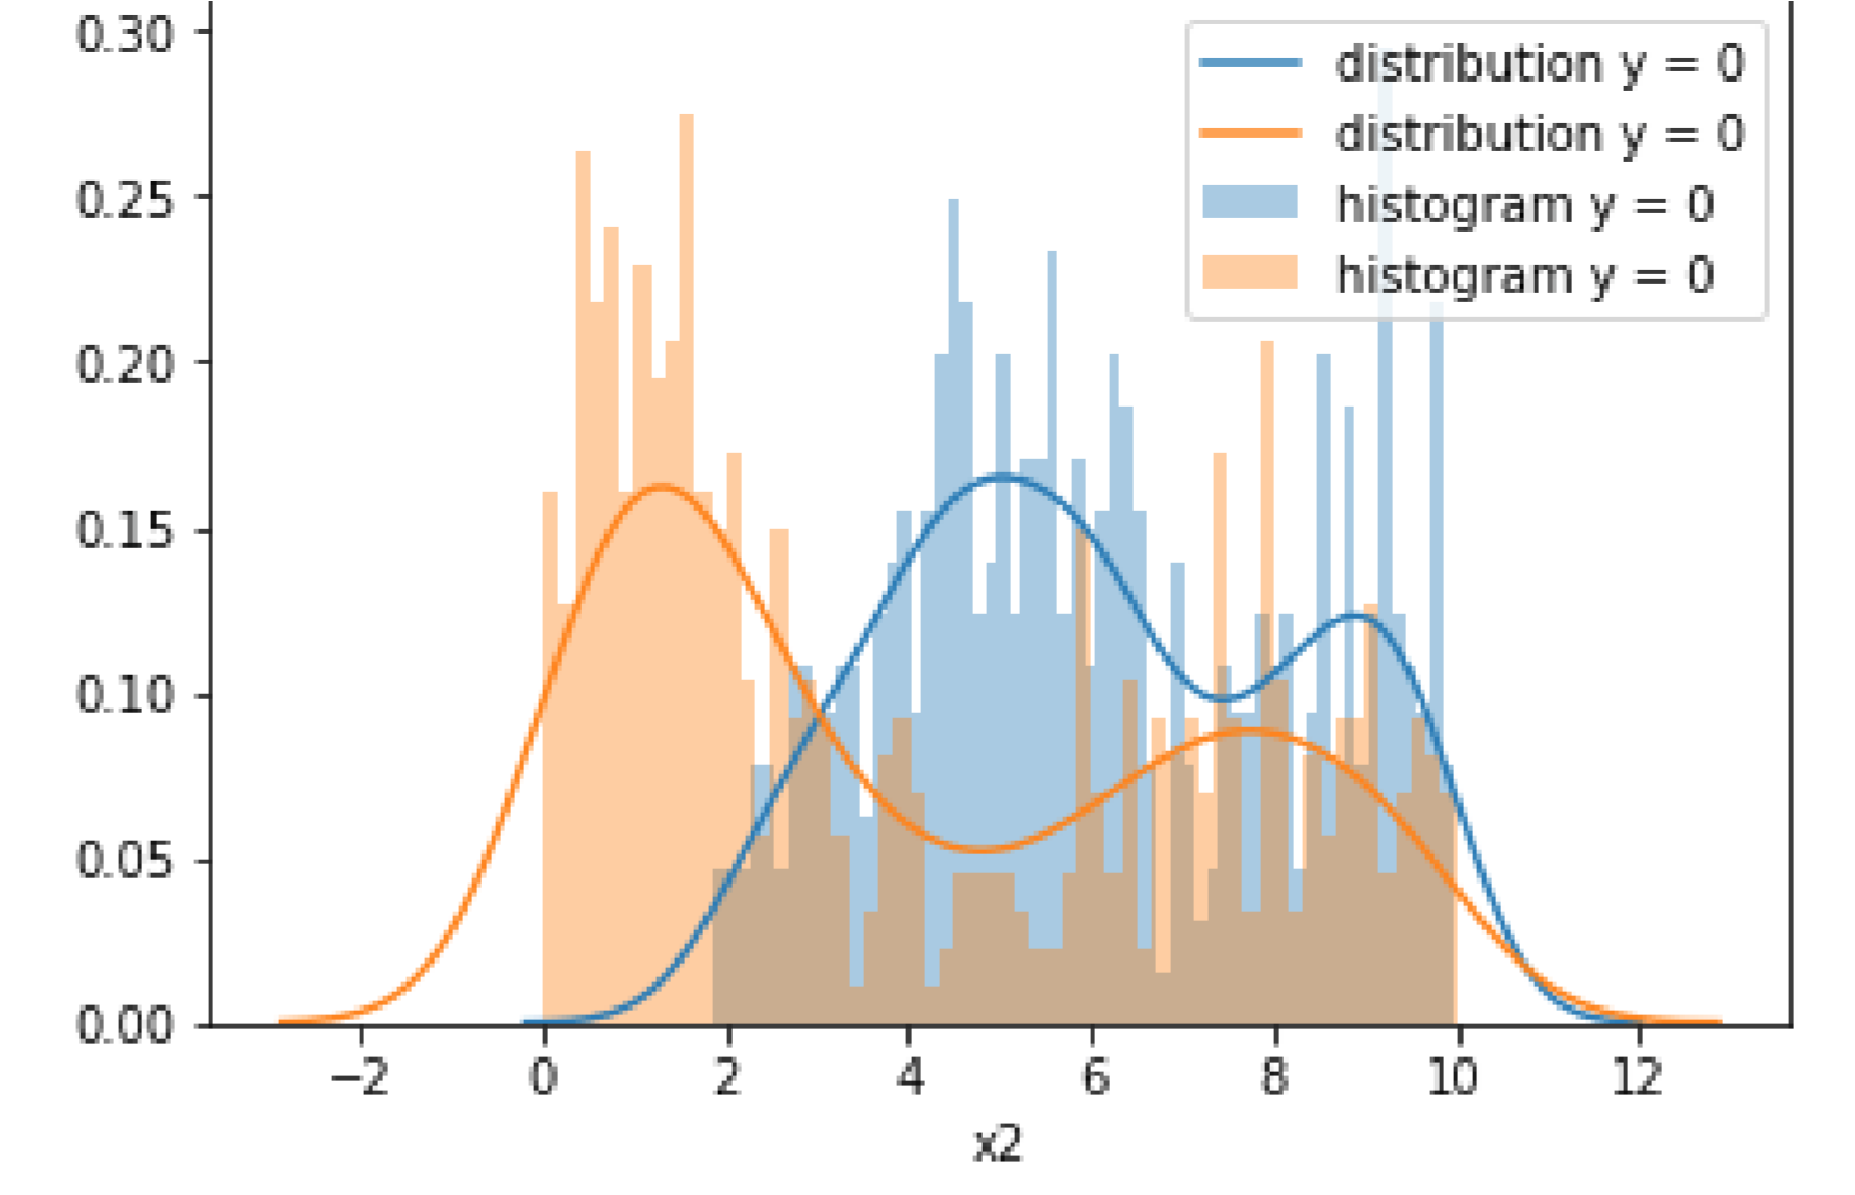 0.30
0.25
0.20
0.15
0.10
0.05
0.00
distribution y = 0
distribution y = 0
histogram y = 0
histogram y = 0
−2 0 2 4 6 8 10 12
x2